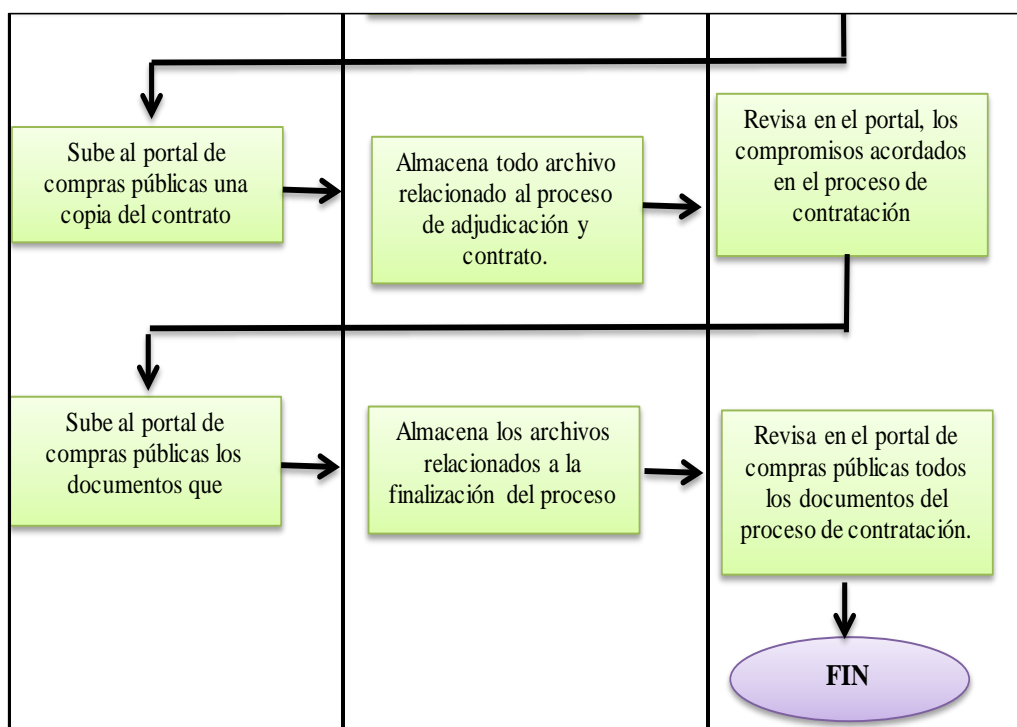 Sube al portal de
compras públicas una
copia del contrato
Almacena todo archivo
relacionado al proceso
de adjudicación y
contrato.
Revisa en el portal, los
compromisos acordados
en el proceso de
contratación
Sube al portal de
compras públicas los
documentos que
Almacena los archivos
relacionados a la
finalización del proceso
Revisa en el portal de
compras públicas todos
los documentos del
proceso de contratación.
FIN